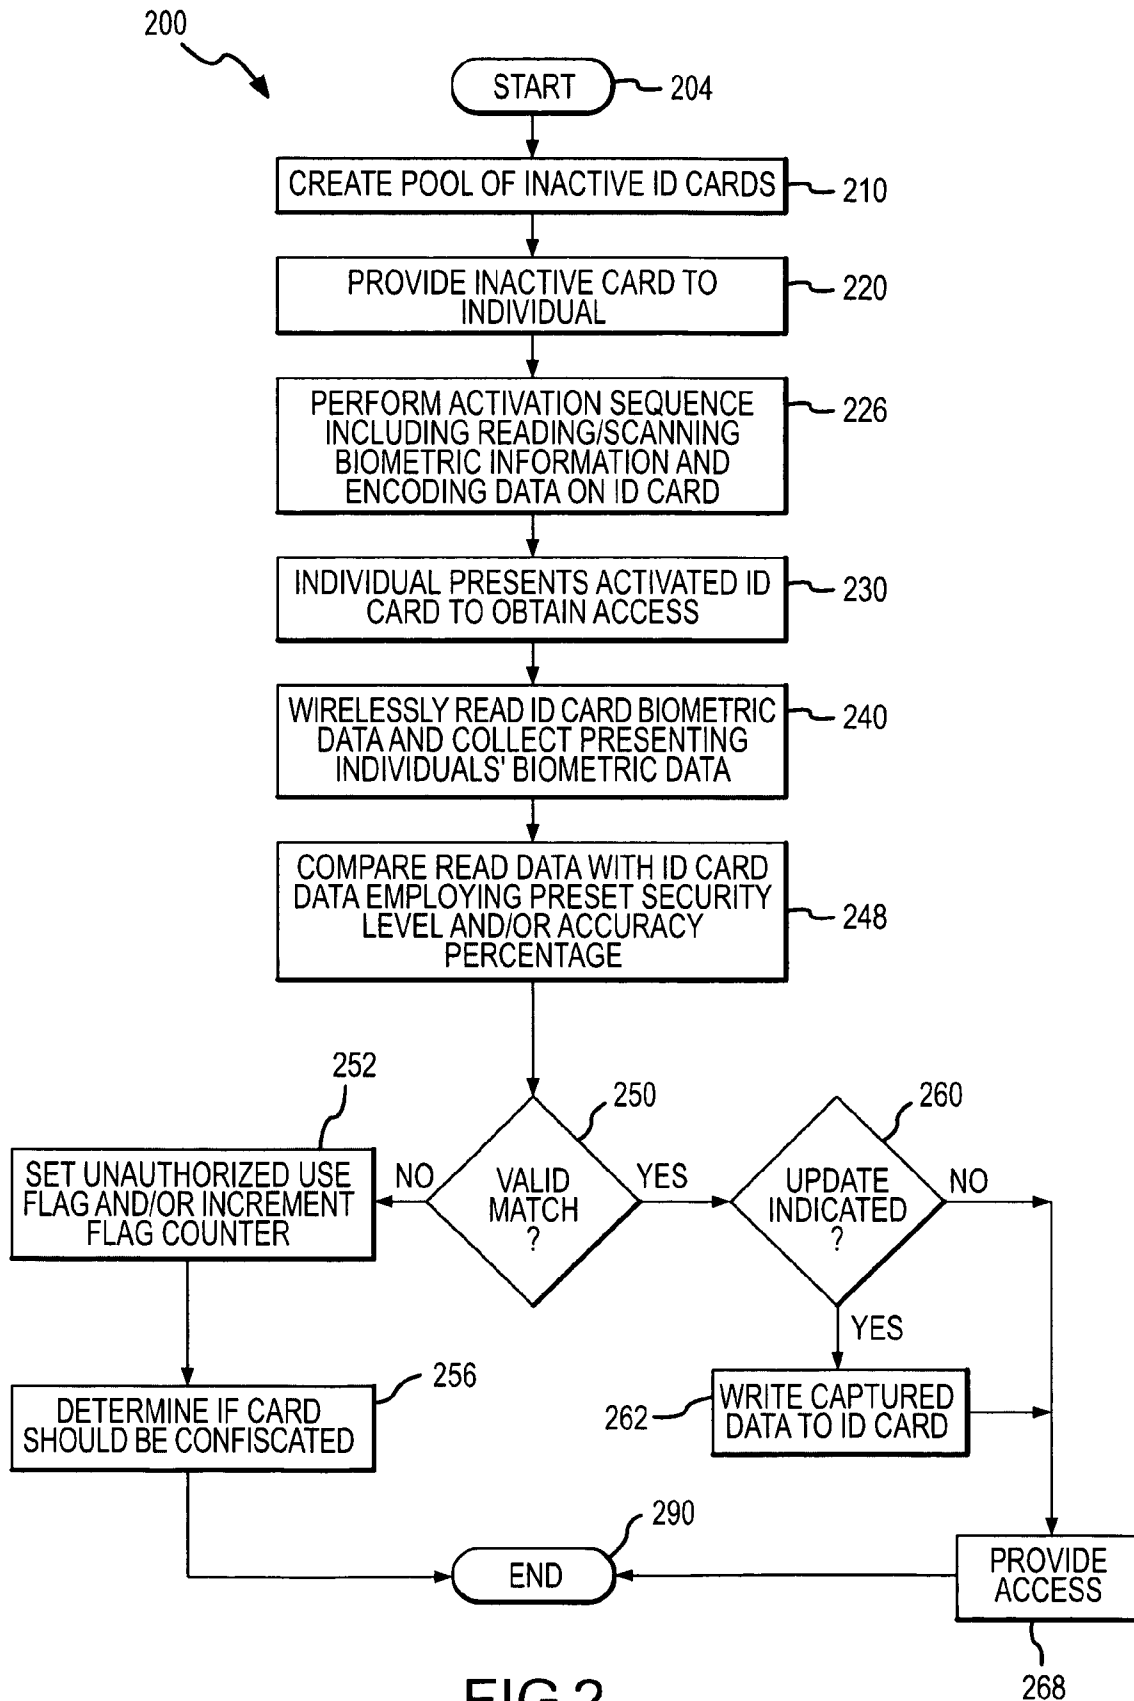 200
START
204
CREATE POOL OF INACTIVE ID CARDS
210
PROVIDE INACTIVE CARD TO
INDIVIDUAL
220
PERFORM ACTIVATION SEQUENCE
INCLUDING READING/SCANNING
BIOMETRIC INFORMATION AND
ENCODING DATA ON ID CARD
226
INDIVIDUAL PRESENTS ACTIVATED ID
CARD TO OBTAIN ACCESS
230
WIRELESSLY READ ID CARD BIOMETRIC
DATA AND COLLECT PRESENTING
INDIVIDUALS' BIOMETRIC DATA
240
COMPARE READ DATA WITH ID CARD
DATA EMPLOYING PRESET SECURITY
LEVEL AND/OR ACCURACY
PERCENTAGE
248
252
SET UNAUTHORIZED USE
FLAG AND/OR INCREMENT
FLAG COUNTER
NO
250
VALID
MATCH
?
YES
260
UPDATE
INDICATED
?
NO
YES
256
DETERMINE IF CARD
SHOULD BE CONFISCATED
262
WRITE CAPTURED
DATA TO ID CARD
290
END
PROVIDE
ACCESS
268
FIG.2